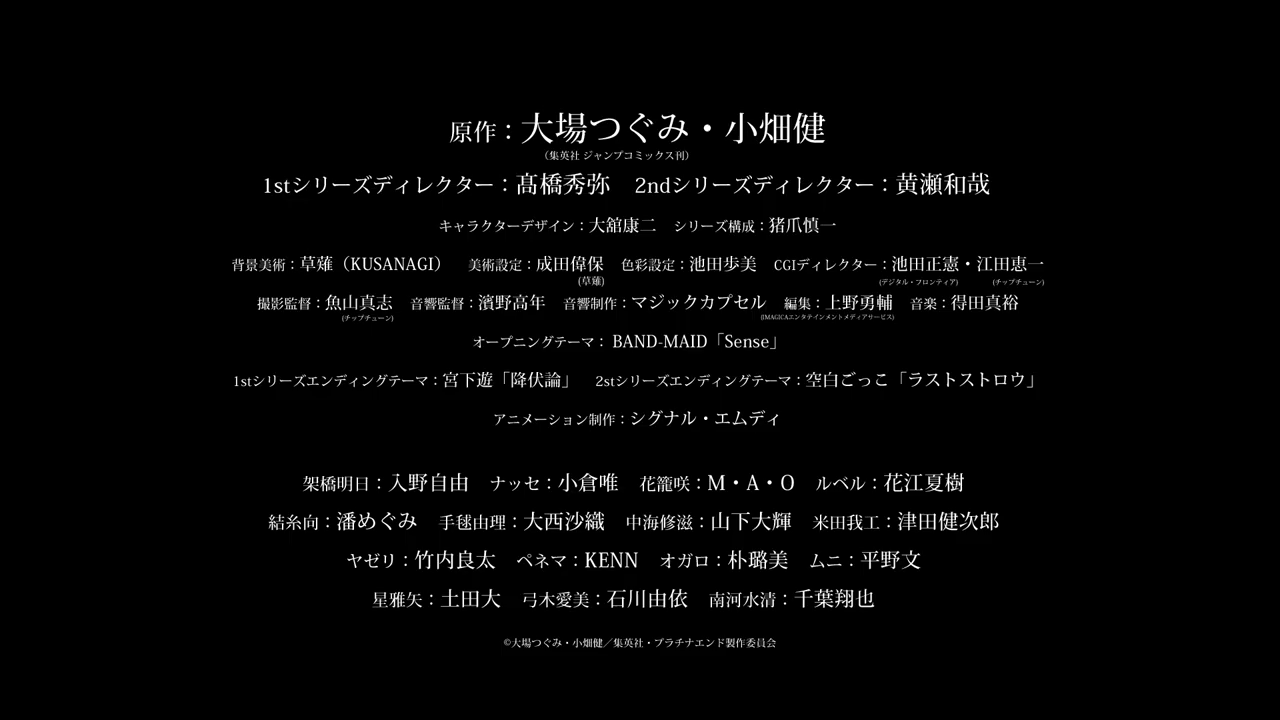 原作：大場つぐみ・小畑健
（集英社 ジャンプコミックス刊）
1stシリーズディレクター：髙橋秀弥　2ndシリーズディレクター：黄瀬和哉
キャラクターデザイン：大舘康二　シリーズ構成：猪爪慎一
背景美術：草薙（KUSANAGI）　美術設定：成田偉保　色彩設定：池田歩美　CGIディレクター：池田正憲・江田恵一
(草薙)　(デジタル・フロンティア)　(チップチューン)
撮影監督：魚山真志　音響監督：濱野高年　音響制作：マジックカプセル　編集：上野勇輔　音楽：得田真裕
(チップチューン)　(IMAGICAエンタテインメントメディアサービス)
オープニングテーマ： BAND-MAID「Sense」
1stシリーズエンディングテーマ：宮下遊「降伏論」　2stシリーズエンディングテーマ：空白ごっこ「ラストストロウ」
アニメーション制作：シグナル・エムディ
架橋明日：入野自由　ナッセ：小倉唯　花籠咲：M・A・O　ルベル：花江夏樹
結糸向：潘めぐみ　手毬由理：大西沙織　中海修滋：山下大輝　米田我工：津田健次郎
ヤゼリ：竹内良太　ペネマ：KENN　オガロ：朴璐美　ムニ：平野文
星雅矢：土田大　弓木愛美：石川由依　南河水清：千葉翔也
©大場つぐみ・小畑健／集英社・プラチナエンド製作委員会